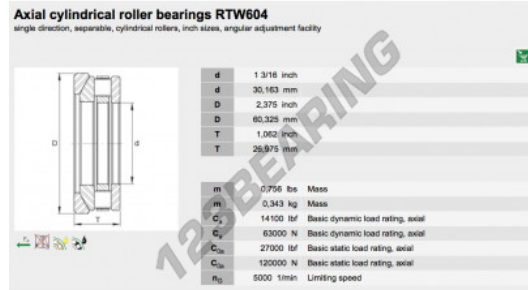 Axial cylindrical roller bearings RTW604
single direction, separable, cylindrical rollers, inch sizes, angular adjustment facility
d 1 3/16 inch
d 30,163 mm
D 2,375 inch
D 60,325 mm
T 1,062 inch
T 26,975 mm
D
d
T
m 0,756 lbs Mass
m 0,343 kg Mass
Ca 14100 lbf Basic dynamic load rating, axial
Ca 63000 N Basic dynamic load rating, axial
C0a 27000 lbf Basic static load rating, axial
C0a 120000 N Basic static load rating, axial
nG 5000 1/min Limiting speed
123BEARING